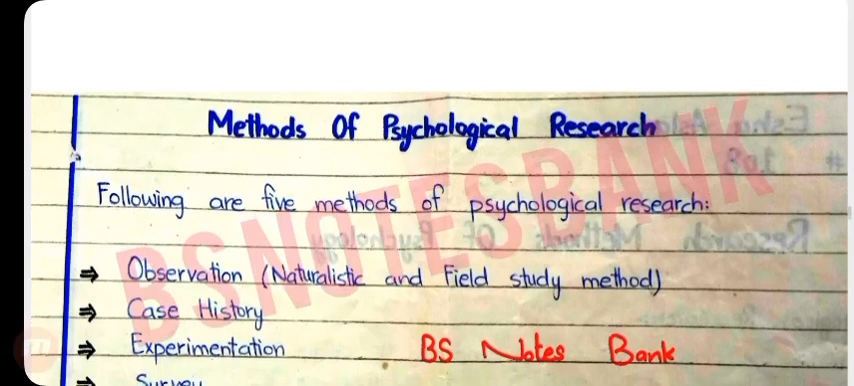 Methods Of Psychological Research
Following are five methods of psychological research:
⇒ Observation (Naturalistic and Field study method)
⇒ Case History
⇒ Experimentation
BS Notes Bank
⇒ Survey
BSNOTESBANK